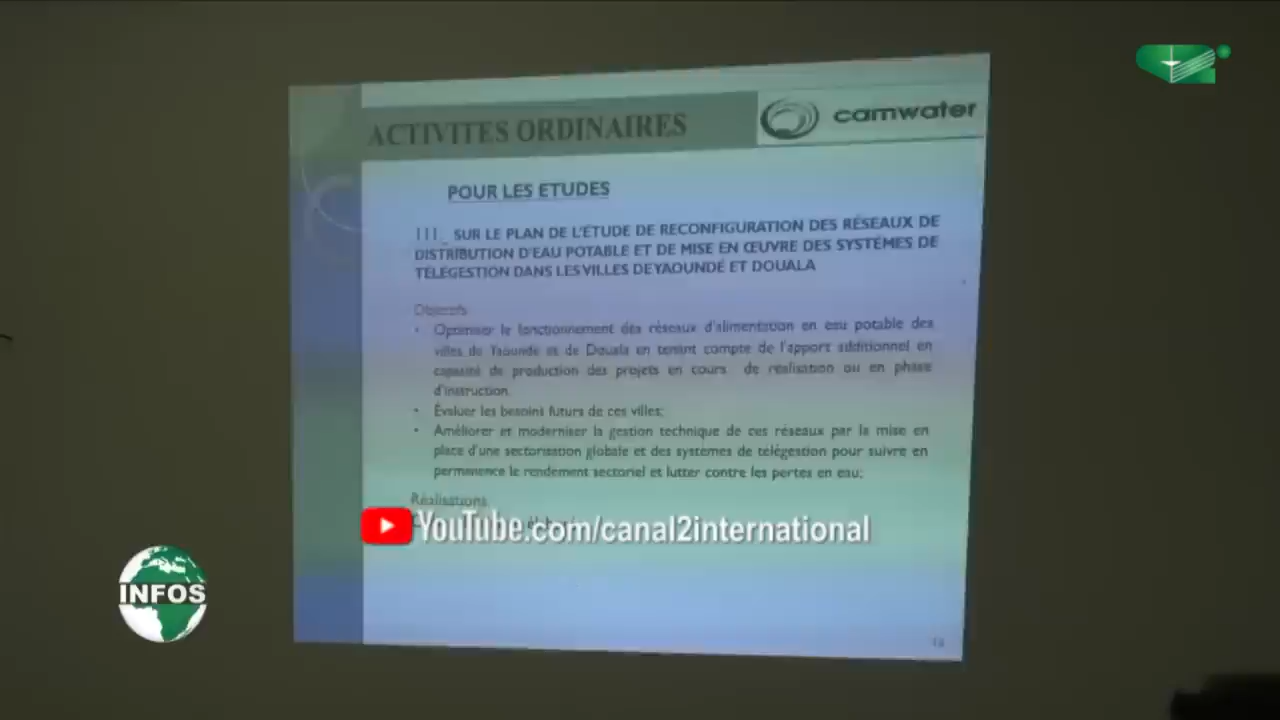 ACTIVITES ORDINAIRES
camwater
POUR LES ETUDES
111_ SUR LE PLAN DE L'ÉTUDE DE RECONFIGURATION DES RÉSEAUX DE
DISTRIBUTION D'EAU POTABLE ET DE MISE EN ŒUVRE DES SYSTÈMES DE
TÉLÉGESTION DANS LES VILLES DE YAOUNDE ET DOUALA
Objectifs
• Optimiser le fonctionnement des réseaux d'alimentation en eau potable des
villes de Yaounde et de Douala en tenant compte de l'apport additionnel en
capacité de production des projets en cours de réalisation ou en phase
d'instruction.
• Évaluer les besoins futurs de ces villes;
• Améliorer et moderniser la gestion technique de ces réseaux par la mise en
place d'une sectorisation globale et des systèmes de télégestion pour suivre en
permanence le rendement sectoriel et lutter contre les pertes en eau;
Réalisations
YouTube.com/canal2international
INFOS